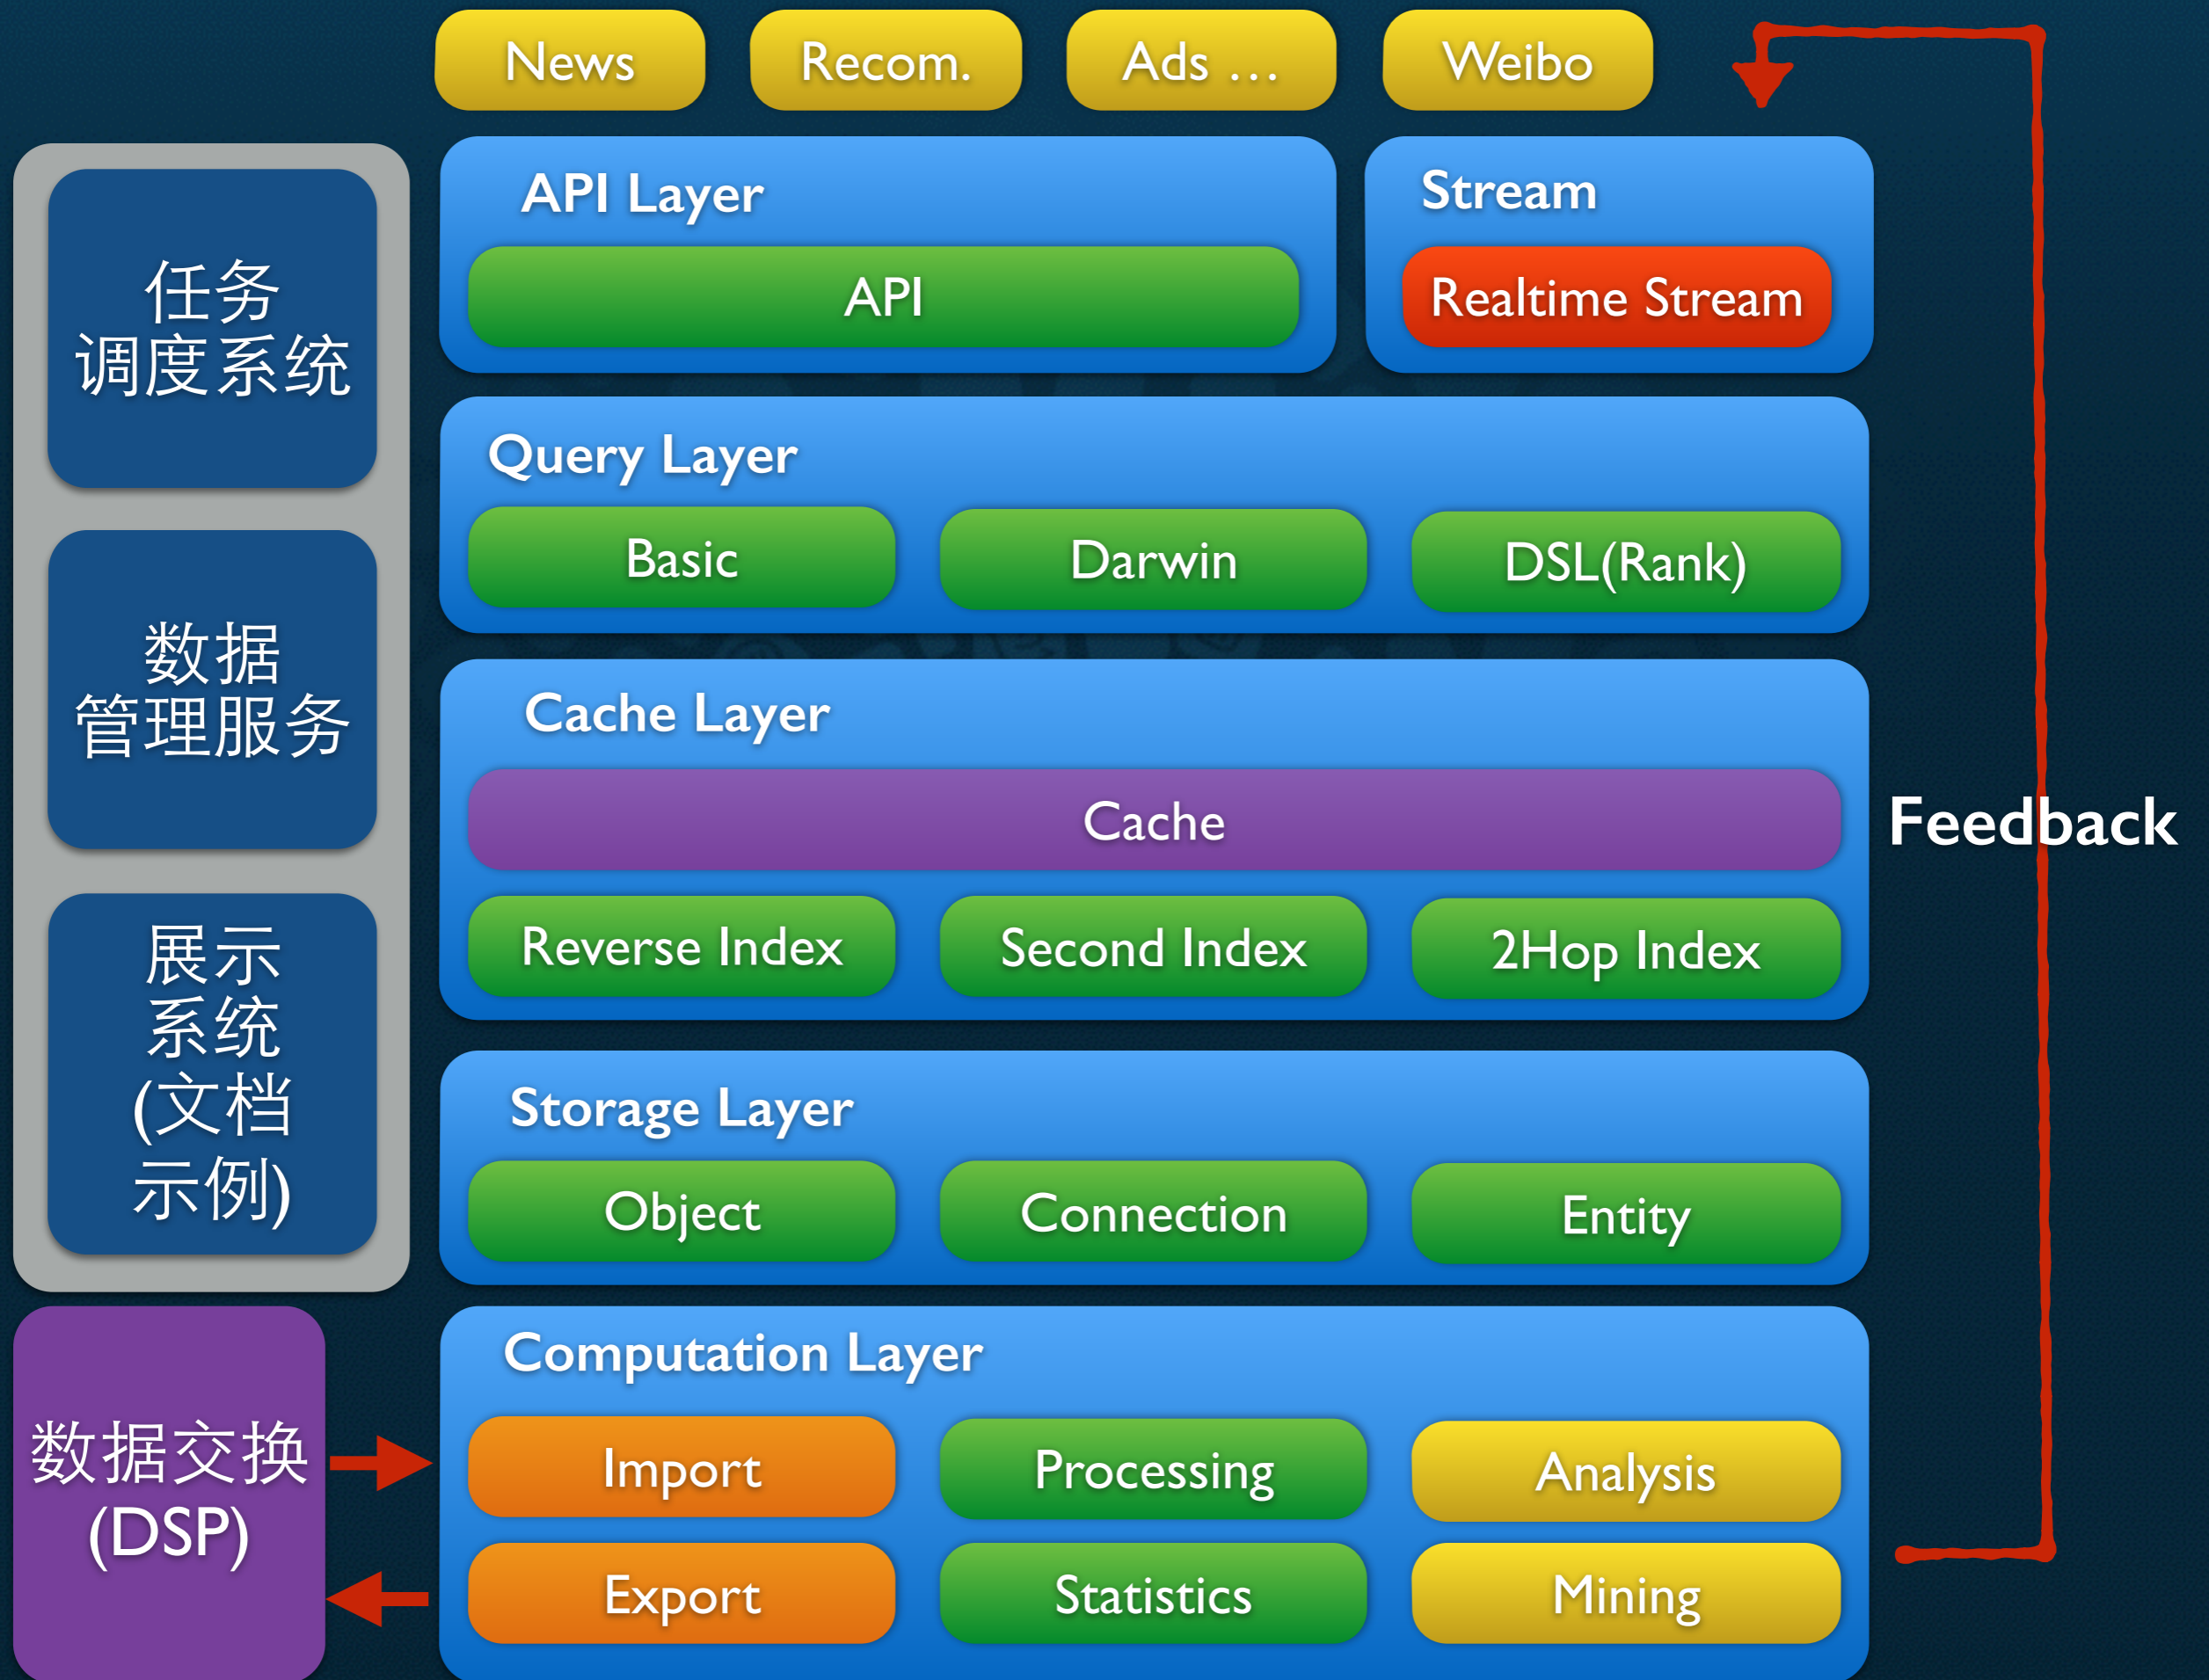 News
Recom.
Ads ...
Weibo
任务
调度系统
数据
管理服务
展示
系统
(文档
示例)
数据交换
(DSP)
API Layer
API
Stream
Realtime Stream
Query Layer
Basic
Darwin
DSL(Rank)
Cache Layer
Cache
Reverse Index
Second Index
2Hop Index
Storage Layer
Object
Connection
Entity
Computation Layer
Import
Processing
Analysis
Export
Statistics
Mining
Feedback